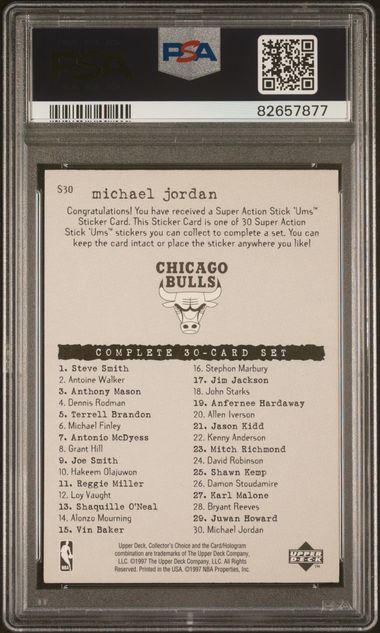 PSA
PSA
82657877
S30 michael jordan
Congratulations! You have received a Super Action Stick 'Ums™
Sticker Card. This Sticker Card is one of 30 Super Action
Stick 'Ums™ stickers you can collect to complete a set. You can
keep the card intact or place the sticker anywhere you like!
CHICAGO
BULLS
COMPLETE 30-CARD SET
1. Steve Smith
2. Antoine Walker
3. Anthony Mason
4. Dennis Rodman
5. Terrell Brandon
6. Michael Finley
7. Antonio McDyess
8. Grant Hill
9. Joe Smith
10. Hakeem Olajuwon
11. Reggie Miller
12. Loy Vaught
13. Shaquille O'Neal
14. Alonzo Mourning
15. Vin Baker
16. Stephon Marbury
17. Jim Jackson
18. John Starks
19. Anfernee Hardaway
20. Allen Iverson
21. Jason Kidd
22. Kenny Anderson
23. Mitch Richmond
24. David Robinson
25. Shawn Kemp
26. Damon Stoudamire
27. Karl Malone
28. Bryant Reeves
29. Juwan Howard
30. Michael Jordan
NBA
Upper Deck, Collector's Choice and the Card/Hologram
combination are trademarks of The Upper Deck Company,
LLC. ©1997 The Upper Deck Company, LLC. All Rights
Reserved. Printed in the USA. ©1997 NBA Properties, Inc.
UPPER
DECK